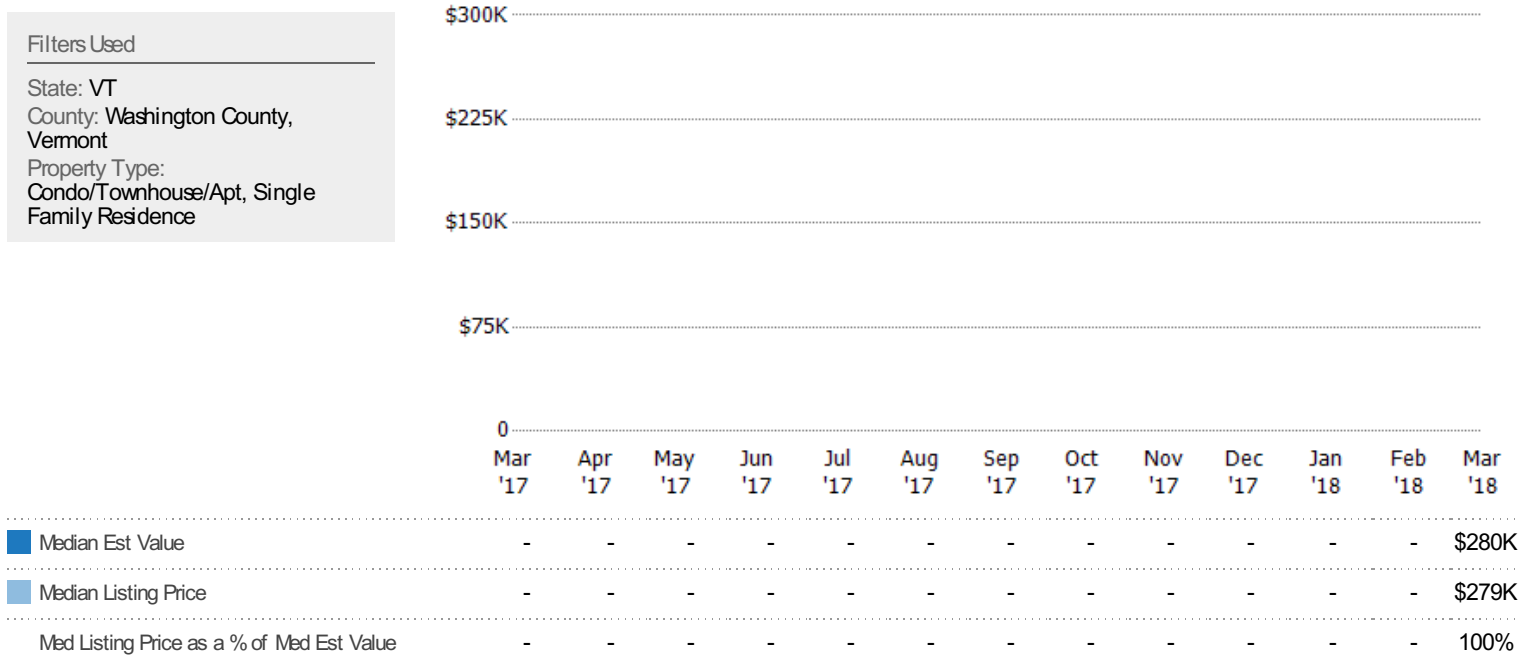 Filters Used
State: VT
County: Washington County,
Vermont
Property Type:
Condo/Townhouse/Apt, Single
Family Residence
$300K
$225K
$150K
$75K
0
Mar Apr May Jun Jul Aug Sep Oct Nov Dec Jan Feb Mar
'17 '17 '17 '17 '17 '17 '17 '17 '17 '17 '18 '18 '18
Median Est Value - - - - - - - - - - - - $280K
Median Listing Price - - - - - - - - - - - - $279K
Med Listing Price as a % of Med Est Value - - - - - - - - - - - - 100%